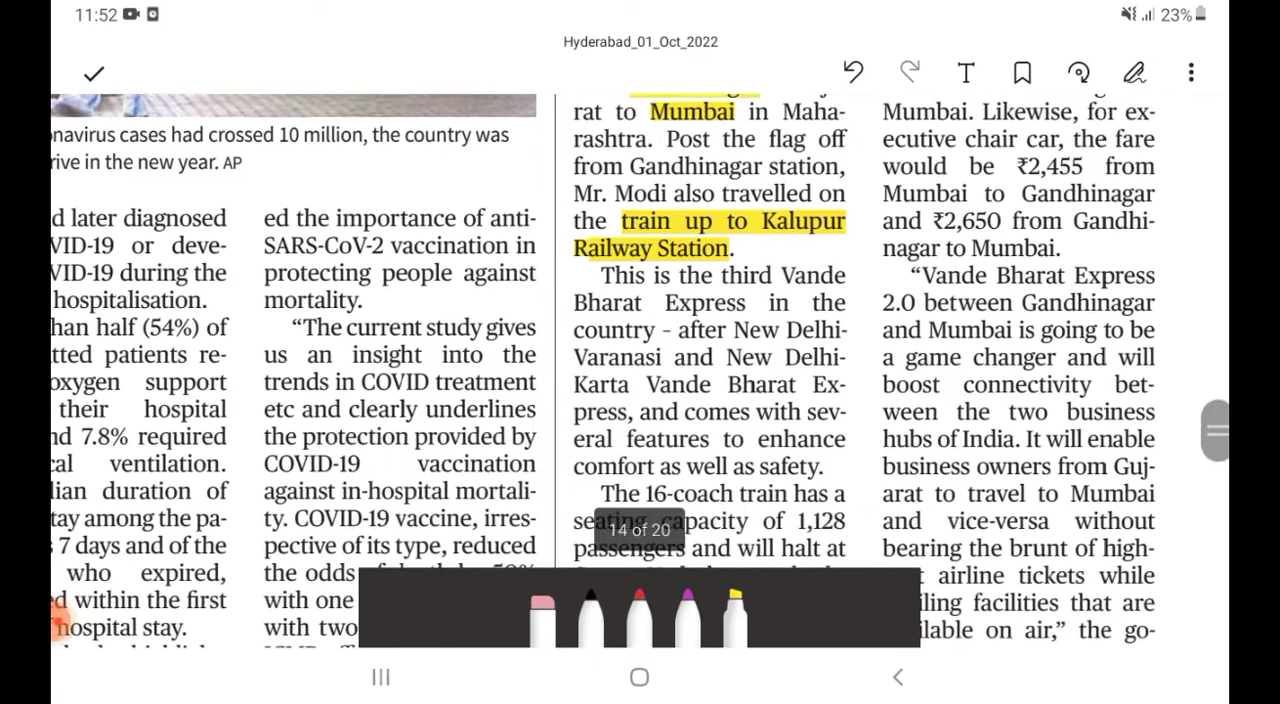 11:52
23%
Hyderabad_01_Oct_2022
onavirus cases had crossed 10 million, the country was
rive in the new year. AP
d later diagnosed
VID-19 or deve-
VID-19 during the
hospitalisation.
han half (54%) of
tted patients re-
oxygen support
their hospital
nd 7.8% required
cal ventilation.
lian duration of
tay among the pa-
7 days and of the
who expired,
ed within the first
hospital stay.
ed the importance of anti-
SARS-CoV-2 vaccination in
protecting people against
mortality.
“The current study gives
us an insight into the
trends in COVID treatment
etc and clearly underlines
the protection provided by
COVID-19 vaccination
against in-hospital mortali-
ty. COVID-19 vaccine, irres-
pective of its type, reduced
the odds
with one
with two
rat to Mumbai in Maha-
rashtra. Post the flag off
from Gandhinagar station,
Mr. Modi also travelled on
the train up to Kalupur
Railway Station.
This is the third Vande
Bharat Express in the
country - after New Delhi-
Varanasi and New Delhi-
Karta Vande Bharat Ex-
press, and comes with sev-
eral features to enhance
comfort as well as safety.
The 16-coach train has a
seating capacity of 1,128
passengers and will halt at
14 of 20
Mumbai. Likewise, for ex-
ecutive chair car, the fare
would be ₹2,455 from
Mumbai to Gandhinagar
and ₹2,650 from Gandhi-
nagar to Mumbai.
“Vande Bharat Express
2.0 between Gandhinagar
and Mumbai is going to be
a game changer and will
boost connectivity bet-
ween the two business
hubs of India. It will enable
business owners from Guj-
arat to travel to Mumbai
and vice-versa without
bearing the brunt of high-
t airline tickets while
iling facilities that are
ilable on air,” the go-